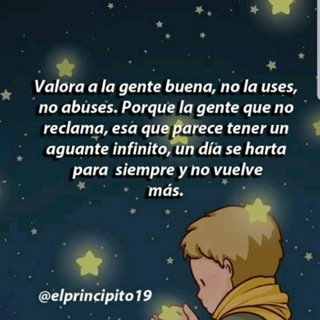 Valora a la gente buena, no la uses,
no abuses. Porque la gente que no
reclama, esa que parece tener un
aguante infinito, un día se harta
para siempre y no vuelve
más.
@elprincipito19